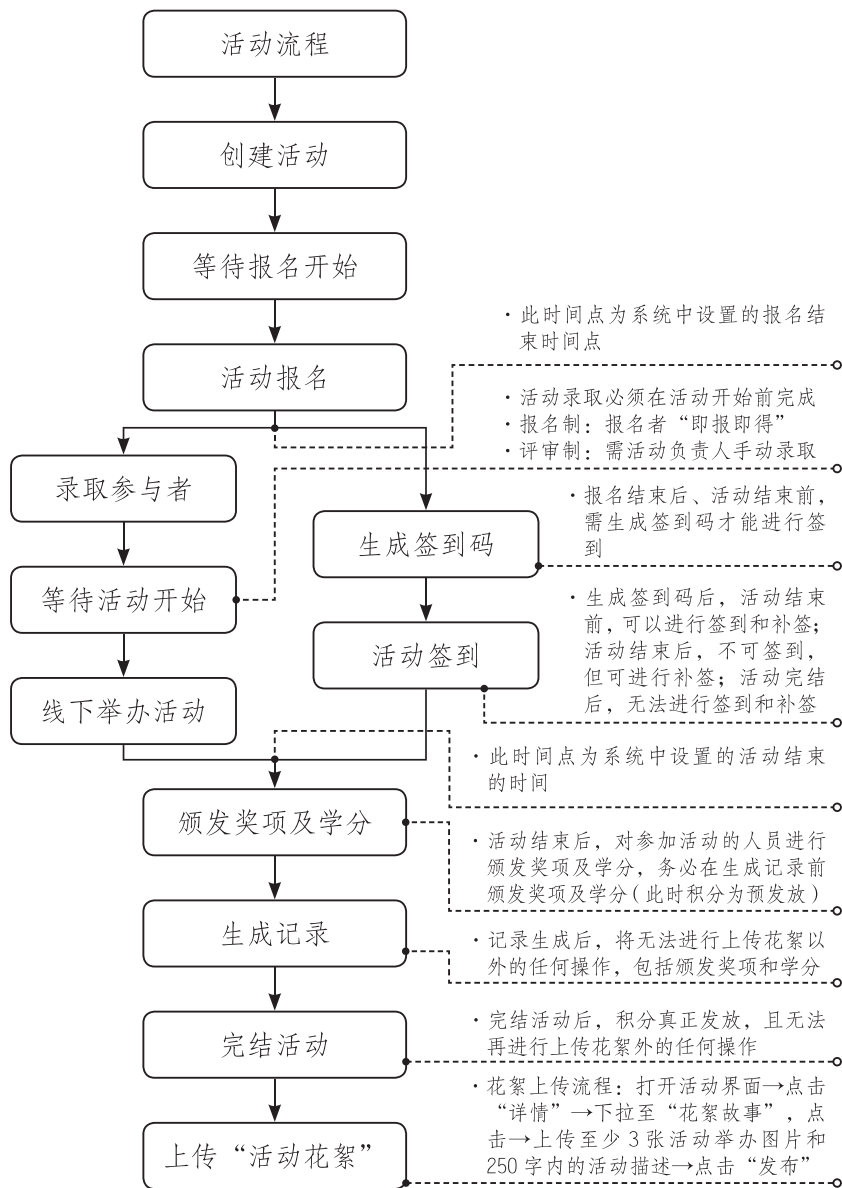 活动流程
创建活动
等待报名开始
·此时间点为系统中设置的报名结
束时间点
活动报名
·活动录取必须在活动开始前完成
·报名制：报名者“即报即得”
·评审制：需活动负责人手动录取
录取参与者
·报名结束后、活动结束前，
需生成签到码才能进行签
到
生成签到码
等待活动开始
·生成签到码后，活动结束
前，可以进行签到和补签；
活动结束后，不可签到，
但可进行补签；活动完结
后，无法进行签到和补签
活动签到
线下举办活动
·此时间点为系统中设置的活动结束
的时间
颁发奖项及学分
·活动结束后，对参加活动的人员进行
颁发奖项及学分，务必在生成记录前
颁发奖项及学分（此时积分为预发放）
生成记录
·记录生成后，将无法进行上传花絮以
外的任何操作，包括颁发奖项和学分
完结活动
·完结活动后，积分真正发放，且无法
再进行上传花絮外的任何操作
上传“活动花絮”
·花絮上传流程：打开活动界面→点击
“详情”→下拉至“花絮故事”，点
击→上传至少3张活动举办图片和
250字内的活动描述→点击“发布”